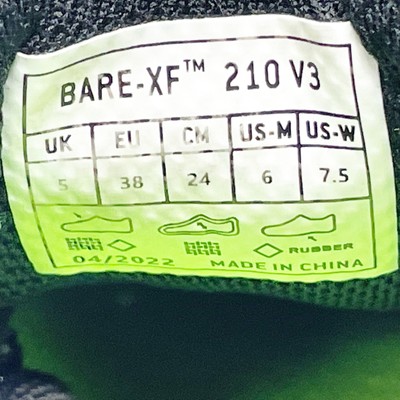 BARE-XF™ 210 V3
UK EU CM US-M US-W
5 38 24 6 7.5
RUBBER
04/2022 MADE IN CHINA